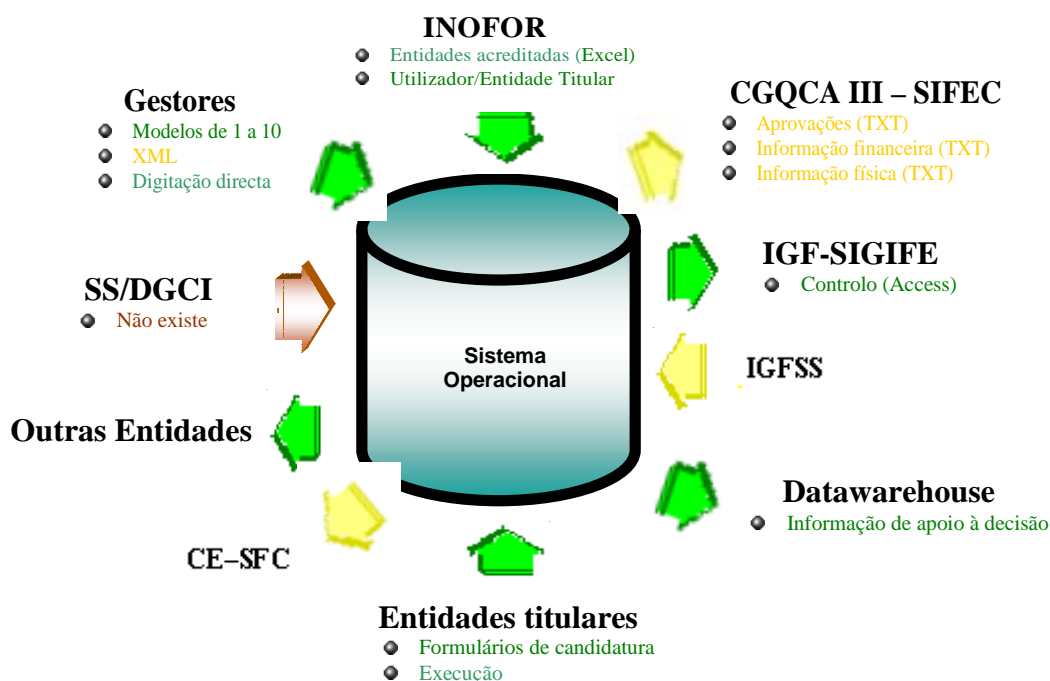 INOFOR
Entidades acreditadas (Excel)
Utilizador/Entidade Titular
Gestores
Modelos de 1 a 10
XML
Digitação directa
CGQCA III – SIFEC
Aprovações (TXT)
Informação financeira (TXT)
Informação física (TXT)
SS/DGCI
Não existe
IGF-SIGIFE
Controlo (Access)
Sistema
Operacional
IGFSS
Outras Entidades
Datawarehouse
Informação de apoio à decisão
CE–SFC
Entidades titulares
Formulários de candidatura
Execução